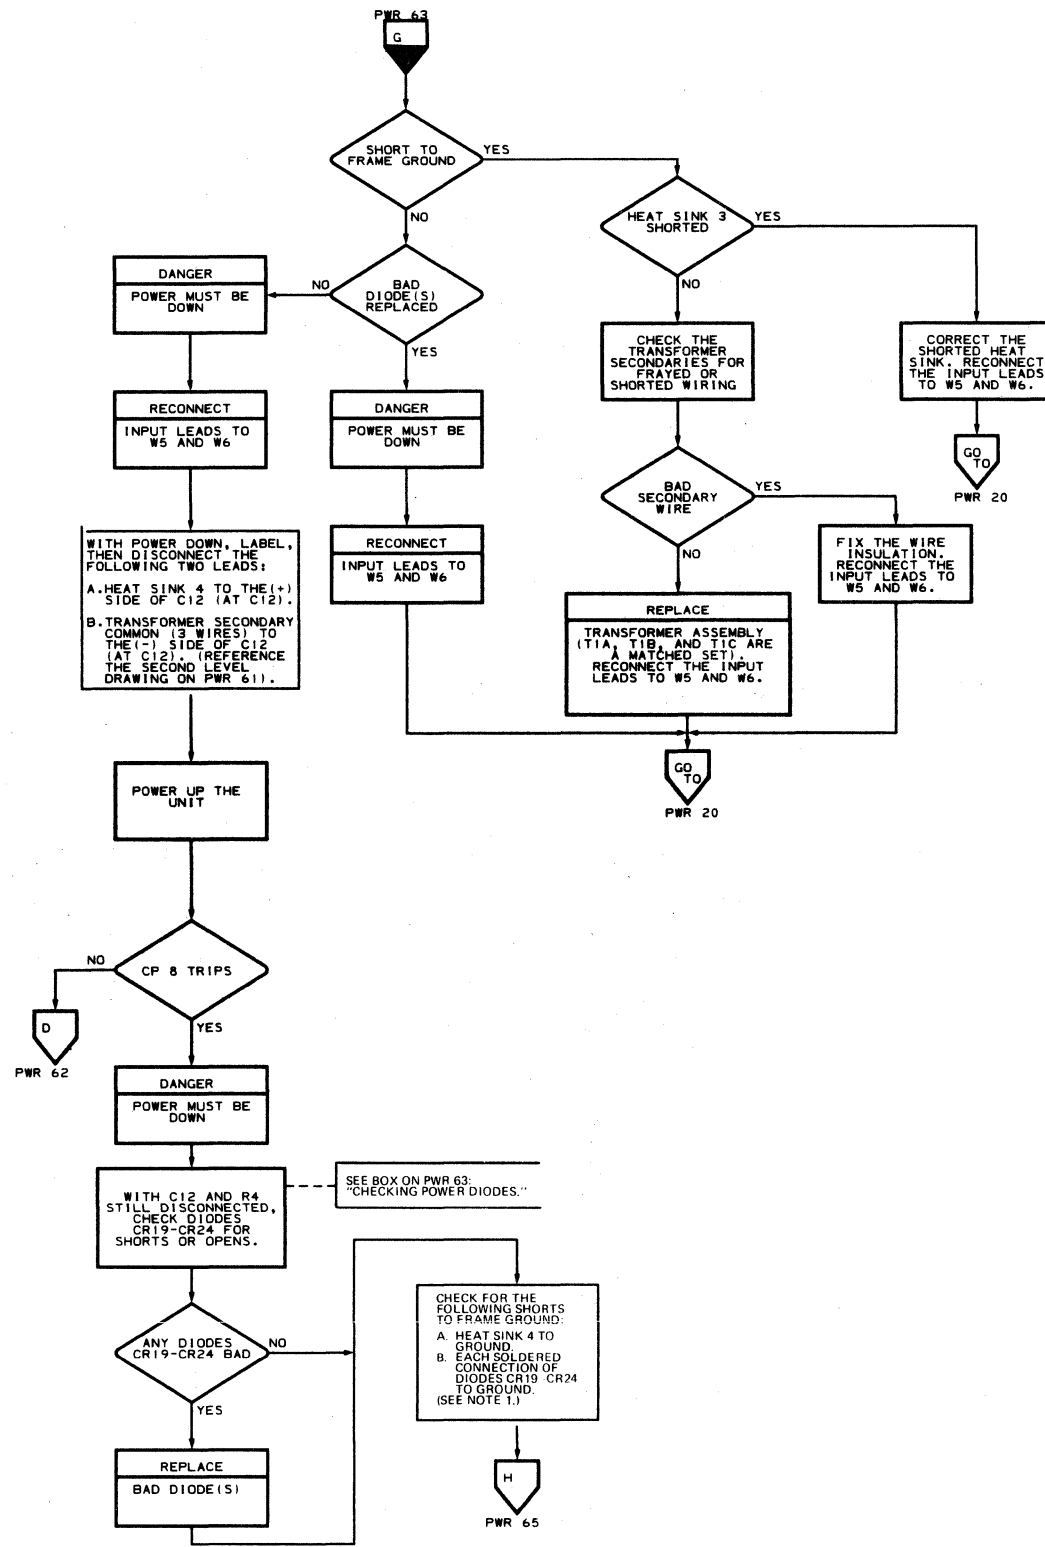 PWR 63
G
SHORT TO
FRAME GROUND
YES
NO
HEAT SINK 3
SHORTED
YES
NO
BAD
DIODE(S)
REPLACED
NO
YES
DANGER
POWER MUST BE
DOWN
RECONNECT
INPUT LEADS TO
W5 AND W6
DANGER
POWER MUST BE
DOWN
RECONNECT
INPUT LEADS TO
W5 AND W6
CHECK THE
TRANSFORMER
SECONDARIES FOR
FRAYED OR
SHORTED WIRING
CORRECT THE
SHORTED HEAT
SINK. RECONNECT
THE INPUT LEADS
TO W5 AND W6.
GO
TO
PWR 20
BAD
SECONDARY
WIRE
YES
NO
FIX THE WIRE
INSULATION.
RECONNECT THE
INPUT LEADS TO
W5 AND W6.
REPLACE
TRANSFORMER ASSEMBLY
(T1A, T1B, AND T1C ARE
A MATCHED SET).
RECONNECT THE INPUT
LEADS TO W5 AND W6.
GO
TO
PWR 20
WITH POWER DOWN, LABEL,
THEN DISCONNECT THE
FOLLOWING TWO LEADS:
A. HEAT SINK 4 TO THE(+)
SIDE OF C12 (AT C12).
B. TRANSFORMER SECONDARY
COMMON (3 WIRES) TO
THE(-) SIDE OF C12
(AT C12). (REFERENCE
THE SECOND LEVEL
DRAWING ON PWR 61).
POWER UP THE
UNIT
CP 8 TRIPS
NO
YES
D
PWR 62
DANGER
POWER MUST BE
DOWN
WITH C12 AND R4
STILL DISCONNECTED,
CHECK DIODES
CR19-CR24 FOR
SHORTS OR OPENS.
SEE BOX ON PWR 63:
"CHECKING POWER DIODES."
ANY DIODES
CR19-CR24 BAD
NO
YES
REPLACE
BAD DIODE(S)
CHECK FOR THE
FOLLOWING SHORTS
TO FRAME GROUND:
A. HEAT SINK 4 TO
GROUND.
B. EACH SOLDERED
CONNECTION OF
DIODES CR19-CR24
TO GROUND.
(SEE NOTE 1.)
H
PWR 65